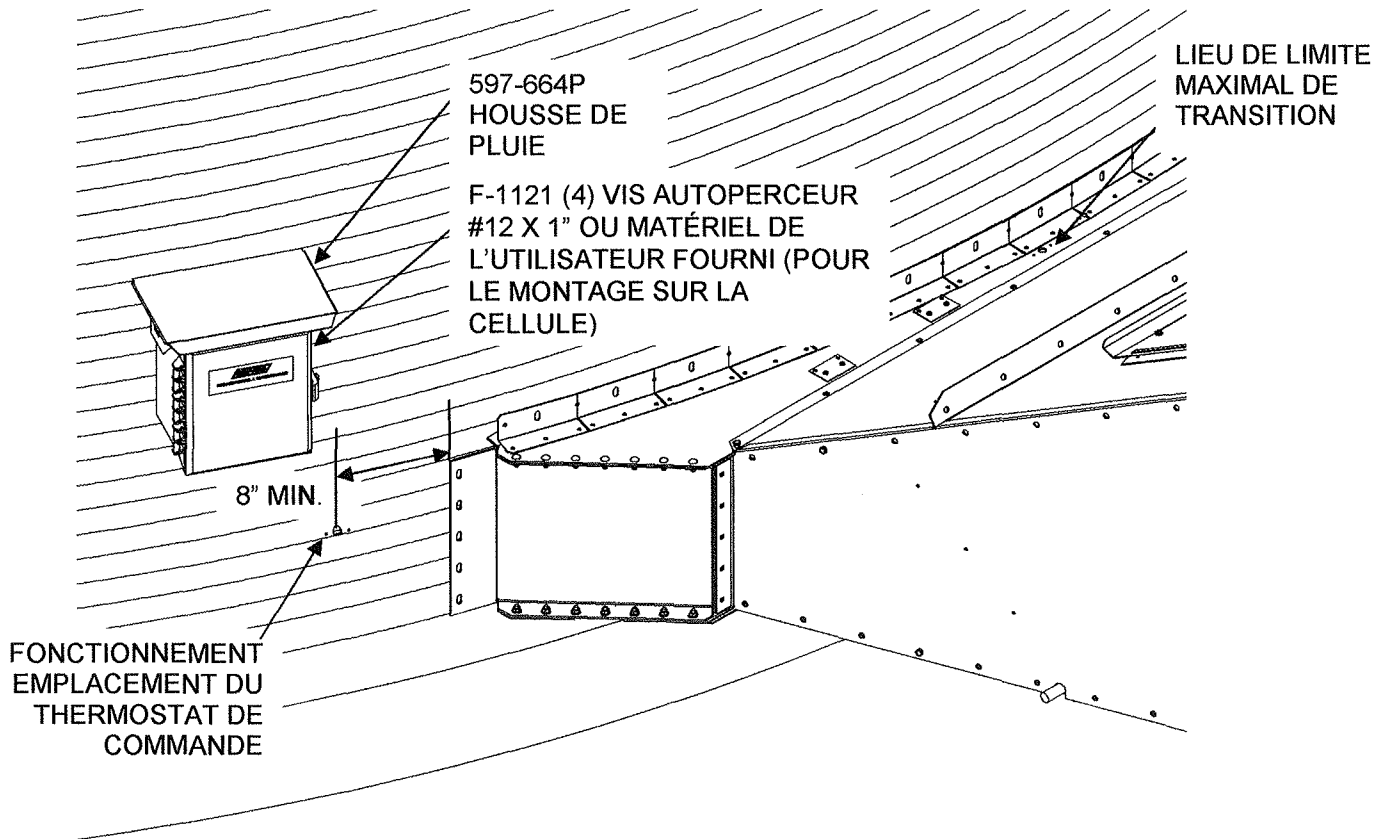 LIEU DE LIMITE
MAXIMAL DE
TRANSITION
597-664P
HOUSSE DE
PLUIE
F-1121 (4) VIS AUTOPERCEUR
#12 X 1” OU MATÉRIEL DE
L’UTILISATEUR FOURNI (POUR
LE MONTAGE SUR LA
CELLULE)
8” MIN.
FONCTIONNEMENT
EMPLACEMENT DU
THERMOSTAT DE
COMMANDE